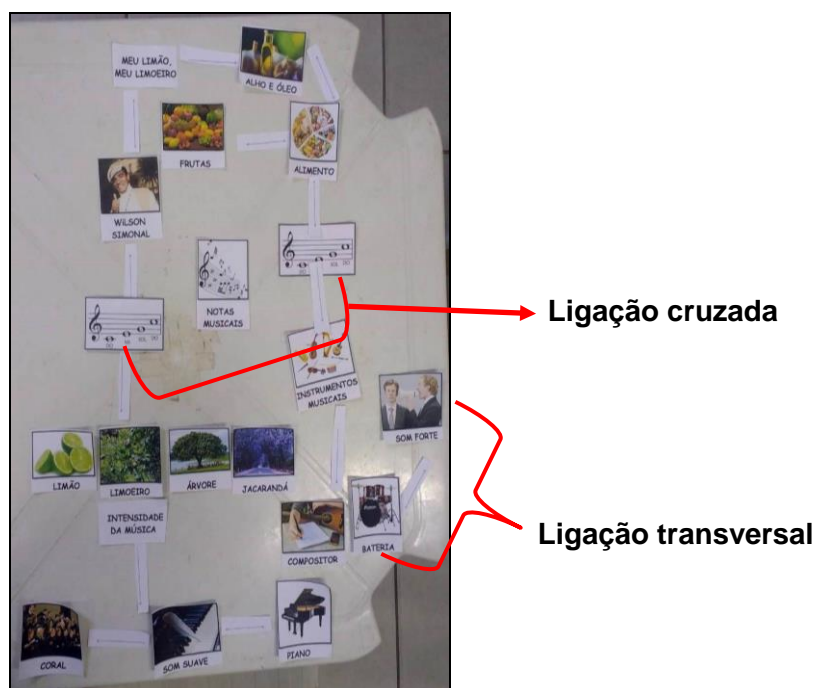 MEU LIMÃO,
MEU LIMOEIRO
ALHO E ÓLEO
FRUTAS
ALIMENTO
WILSON
SIMONAL
NOTAS
MUSICAIS
Ligação cruzada
INSTRUMENTOS
MUSICAIS
SOM FORTE
LIMÃO
LIMOEIRO
ÁRVORE
JACARANDÁ
INTENSIDADE
DA MÚSICA
COMPOSITOR
BATERIA
Ligação transversal
CORAL
SOM SUAVE
PIANO